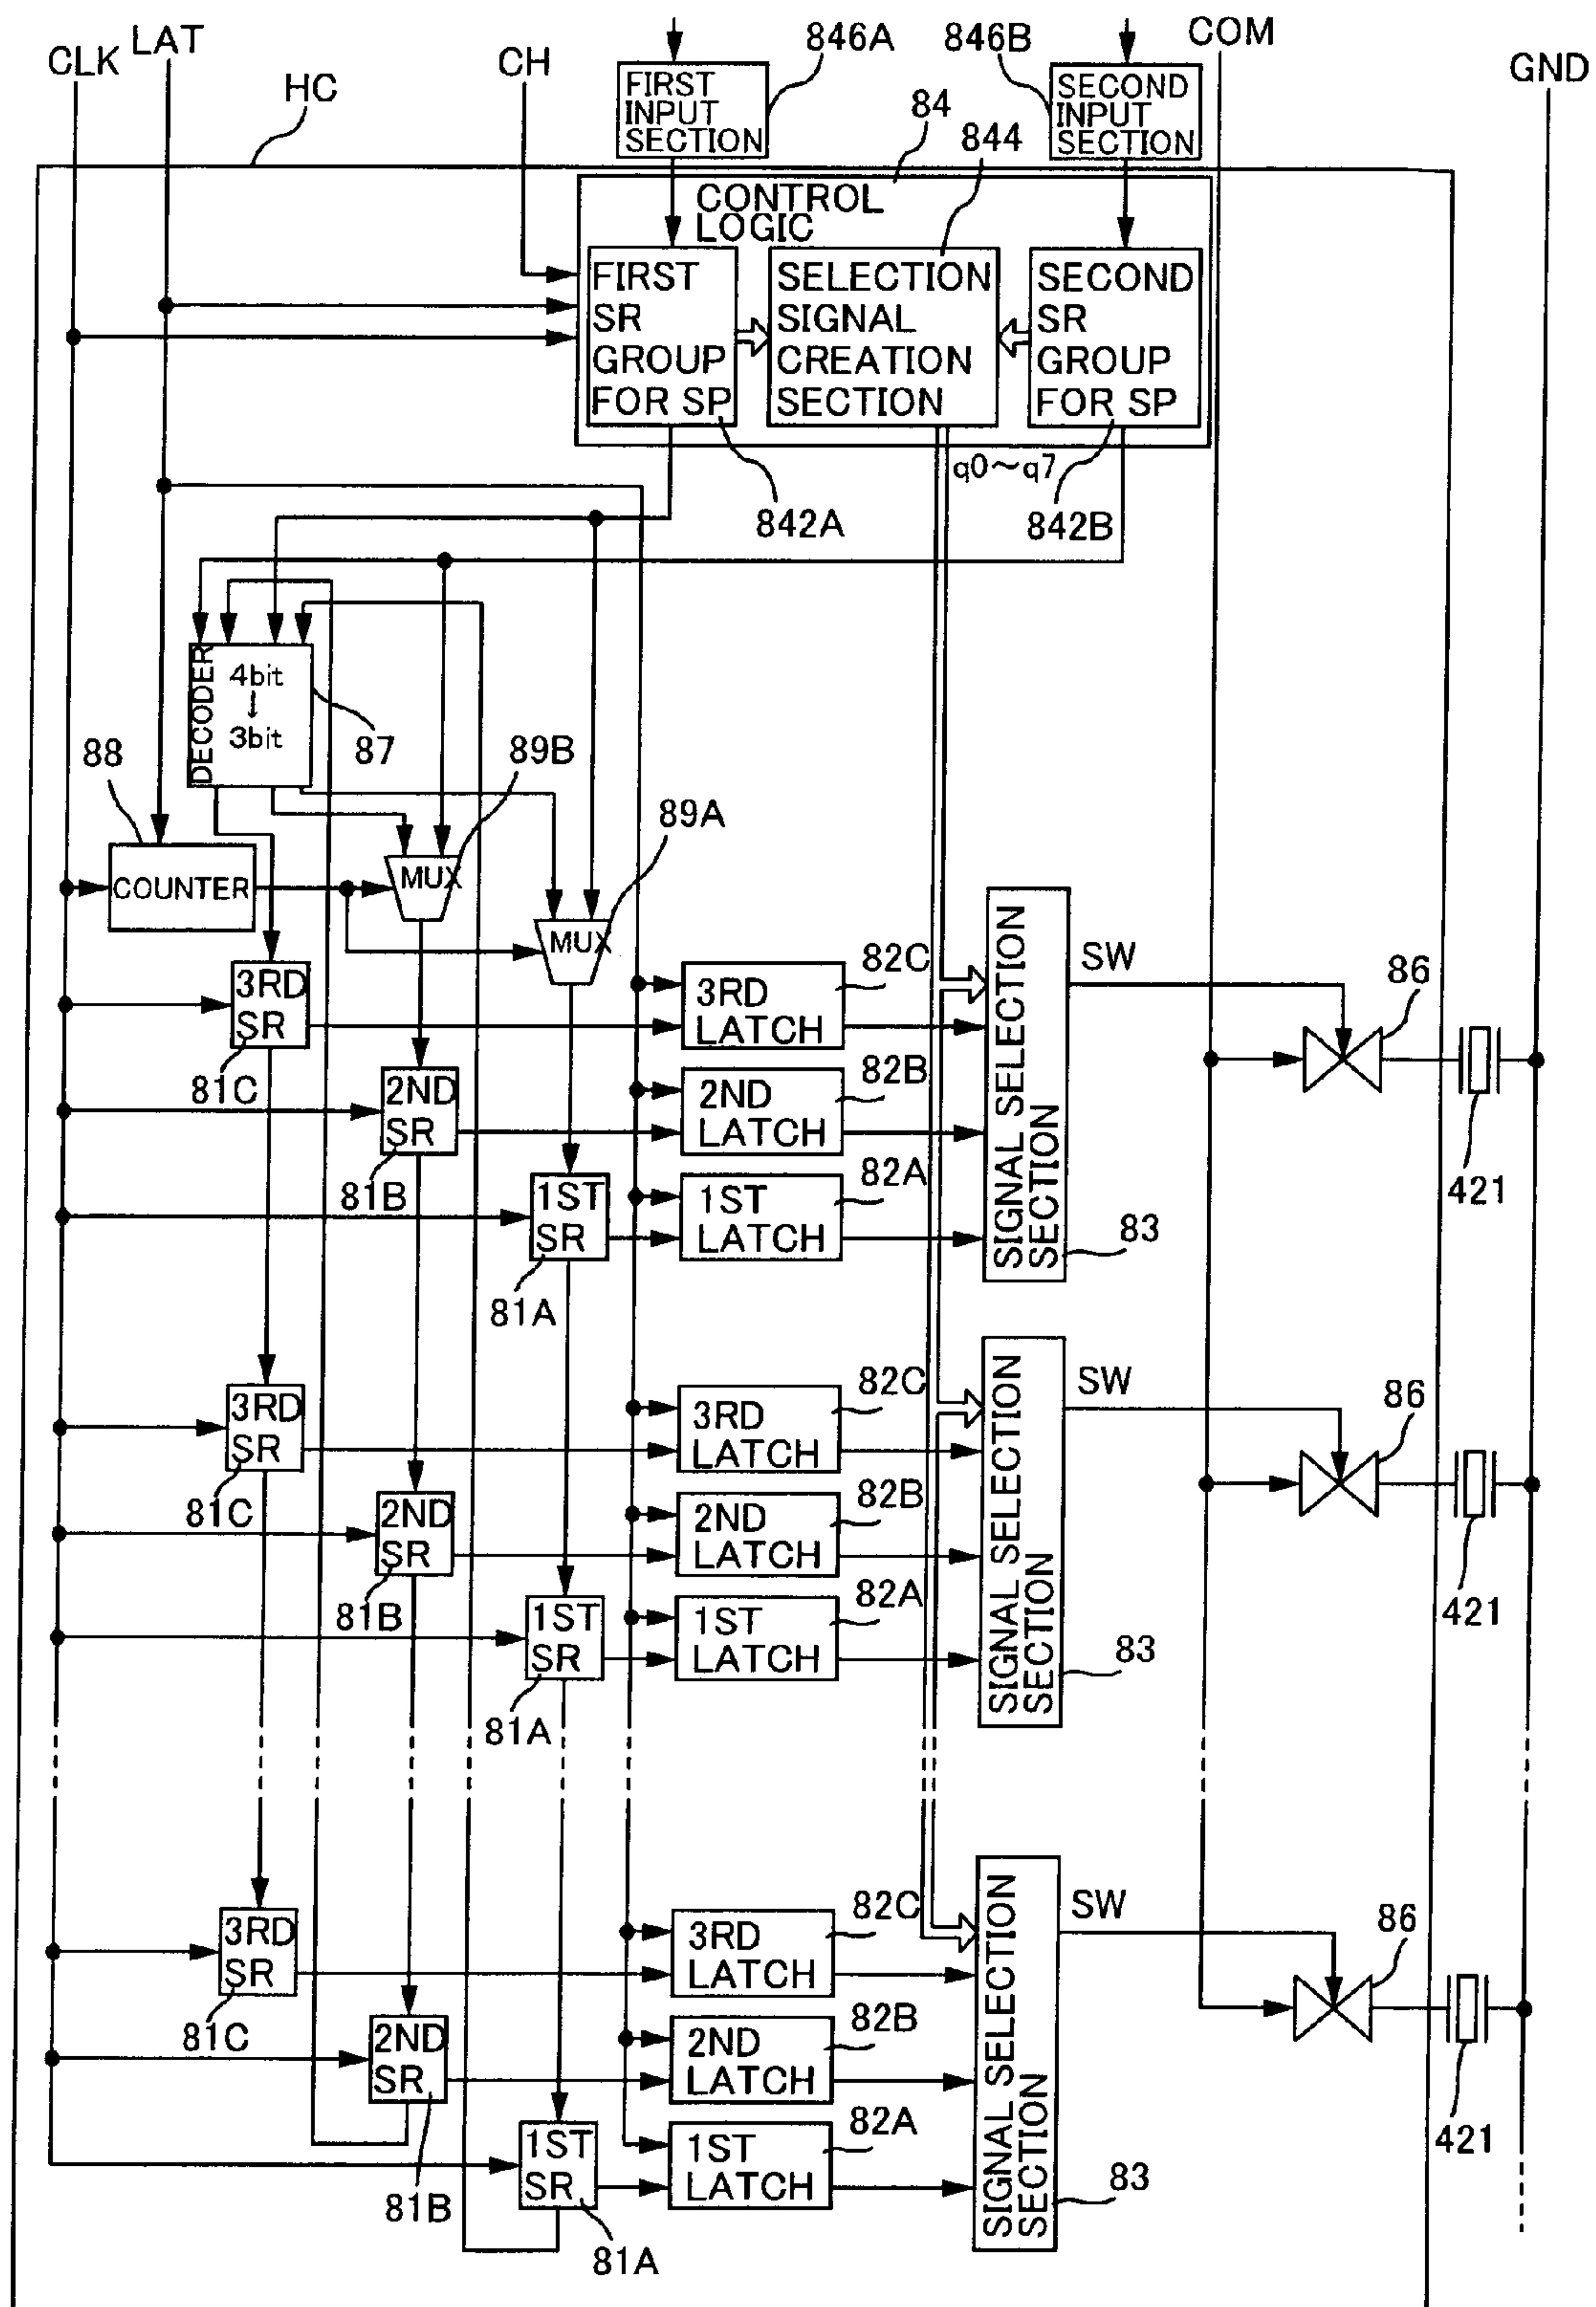 CLK
LAT
HC
CH
846A
846B
COM
GND
FIRST
INPUT
SECTION
SECOND
INPUT
SECTION
84
844
CONTROL
LOGIC
FIRST
SR
GROUP
FOR SP
SELECTION
SIGNAL
CREATION
SECTION
SECOND
SR
GROUP
FOR SP
q0～q7
842A
842B
DECODER
4bit
↓
3bit
87
88
89B
89A
COUNTER
MUX
MUX
3RD
SR
81C
2ND
SR
81B
1ST
SR
81A
3RD
LATCH
82C
2ND
LATCH
82B
1ST
LATCH
82A
SIGNAL SELECTION
SECTION
83
SW
86
421
3RD
SR
81C
2ND
SR
81B
1ST
SR
81A
3RD
LATCH
82C
2ND
LATCH
82B
1ST
LATCH
82A
SIGNAL SELECTION
SECTION
83
SW
86
421
3RD
SR
81C
2ND
SR
81B
1ST
SR
81A
3RD
LATCH
82C
2ND
LATCH
82B
1ST
LATCH
82A
SIGNAL SELECTION
SECTION
83
SW
86
421